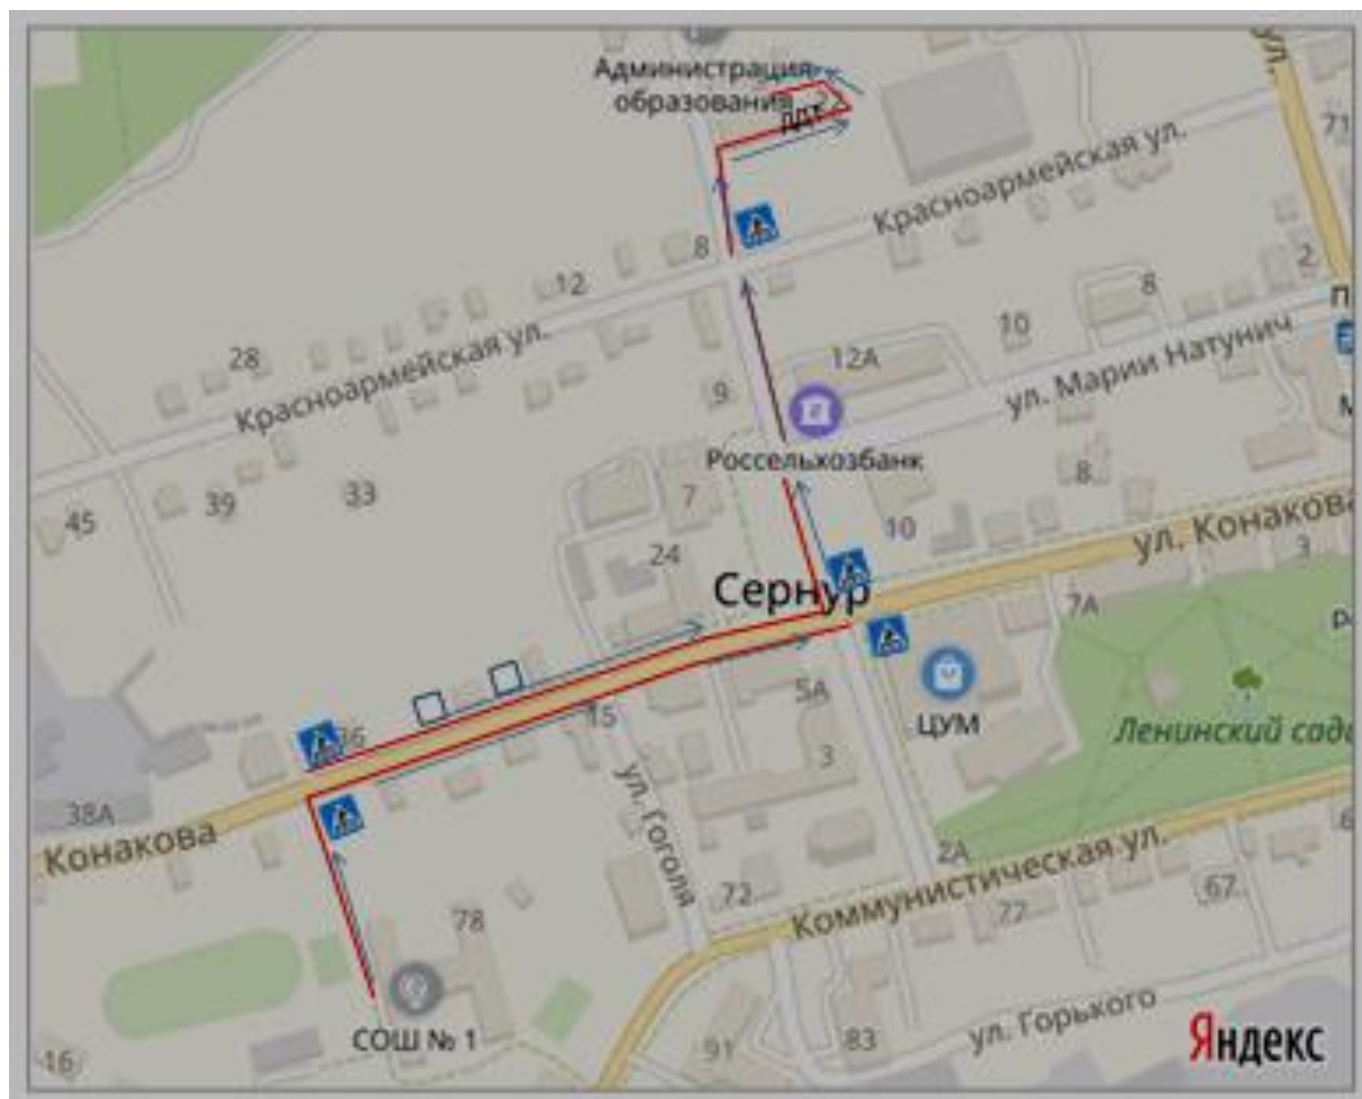 Администрация
образования
ДДТ
ул.
71
Красноармейская ул.
8
12
2
8
10
28
12А
ул. Марии Натунич
Красноармейская ул.
9
Россельхозбанк
45
39
33
7
8
10
ул. Конакова
3
24
Сернур
7А
36
15
5А
ЦУМ
Ленинский сад
3
38А
Конакова
ул. Гоголя
2А
Коммунистическая ул.
72
67
72
78
СОШ № 1
ул. Горького
16
91
83
Яндекс